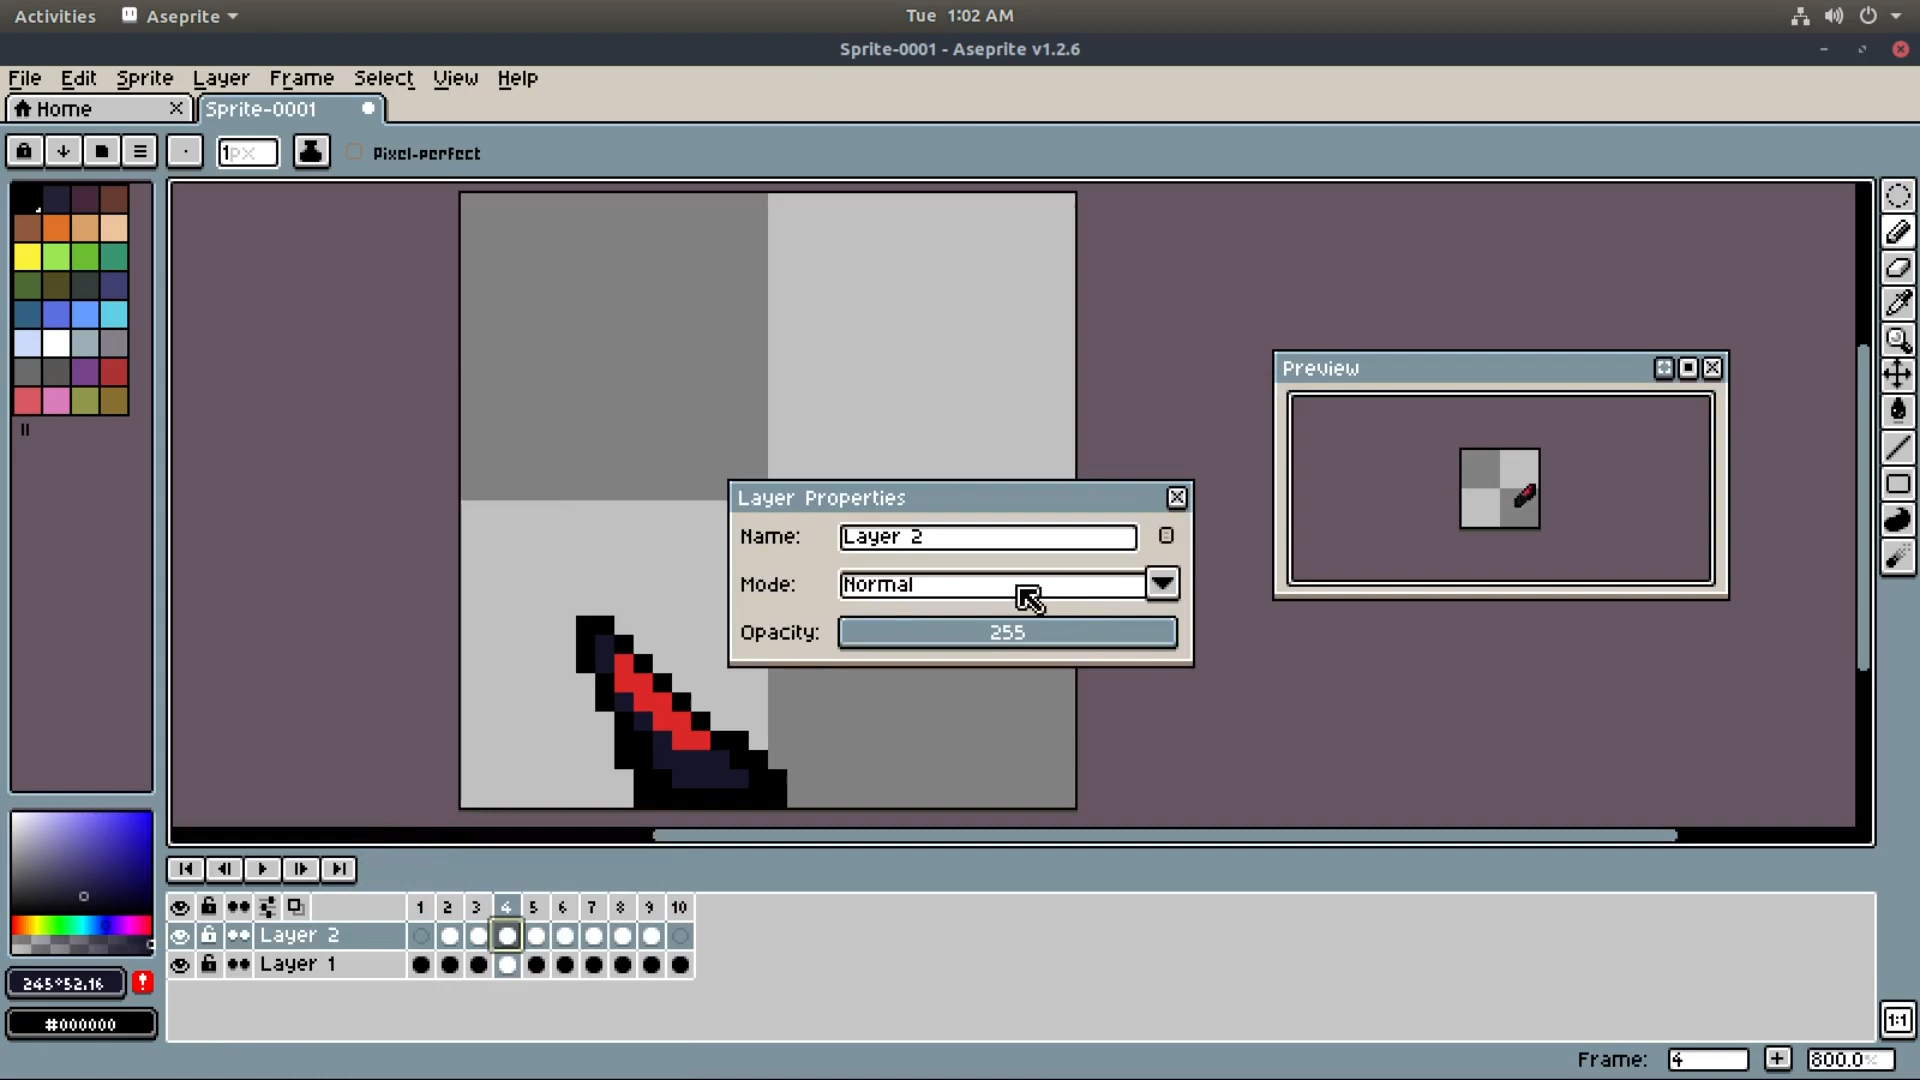 Activities Aseprite Tue 1:02 AM
Sprite-0001 - Aseprite v1.2.6
File Edit Sprite Layer Frame Select View Help
Home Sprite-0001
1px Pixel-perfect
Preview
Layer Properties
Name: Layer 2
Mode: Normal
Opacity: 255
1 2 3 4 5 6 7 8 9 10
Layer 2
Layer 1
245°52.16
#000000
1:1
Frame: 4 800.0%